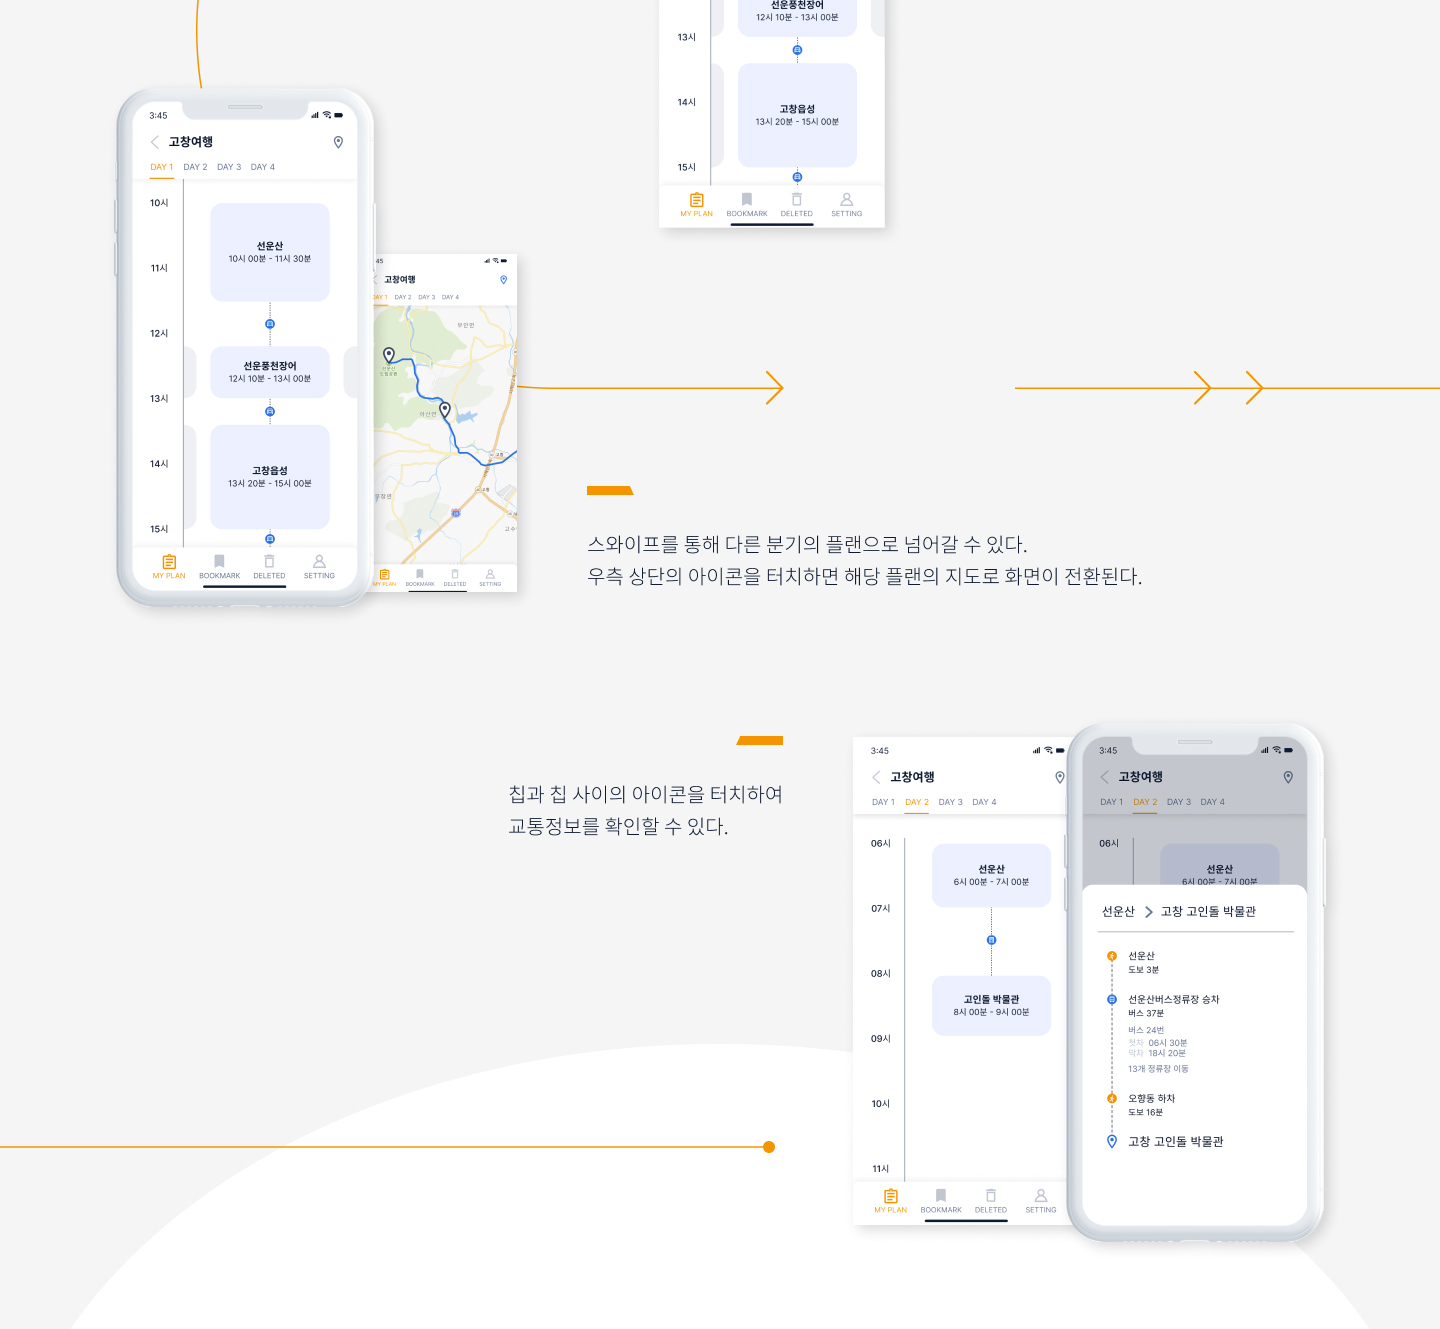 선운풍천장어
12시 10분 - 13시 00분
13시
14시
고창읍성
13시 20분 - 15시 00분
15시
MY PLAN BOOKMARK DELETED SETTING
3:45
고창여행
DAY 1 DAY 2 DAY 3 DAY 4
10시
선운산
10시 00분 - 11시 30분
11시
12시
선운풍천장어
12시 10분 - 13시 00분
13시
14시
고창읍성
13시 20분 - 15시 00분
15시
MY PLAN BOOKMARK DELETED SETTING
45
고창여행
DAY 1 DAY 2 DAY 3 DAY 4
부안면
선운산
도립공원
아산면
고창
고창
MY PLAN BOOKMARK DELETED SETTING
스와이프를 통해 다른 분기의 플랜으로 넘어갈 수 있다.
우측 상단의 아이콘을 터치하면 해당 플랜의 지도로 화면이 전환된다.
칩과 칩 사이의 아이콘을 터치하여
교통정보를 확인할 수 있다.
3:45
고창여행
DAY 1 DAY 2 DAY 3 DAY 4
06시
선운산
6시 00분 - 7시 00분
07시
08시
고인돌 박물관
8시 00분 - 9시 00분
09시
10시
11시
MY PLAN BOOKMARK DELETED SETTING
3:45
고창여행
DAY 1 DAY 2 DAY 3 DAY 4
06시
선운산
6시 00분 - 7시 00분
선운산 고창 고인돌 박물관
선운산
도보 3분
선운산버스정류장 승차
버스 37분
버스 24번
첫차 06시 30분
막차 18시 20분
13개 정류장 이동
오향동 하차
도보 16분
고창 고인돌 박물관